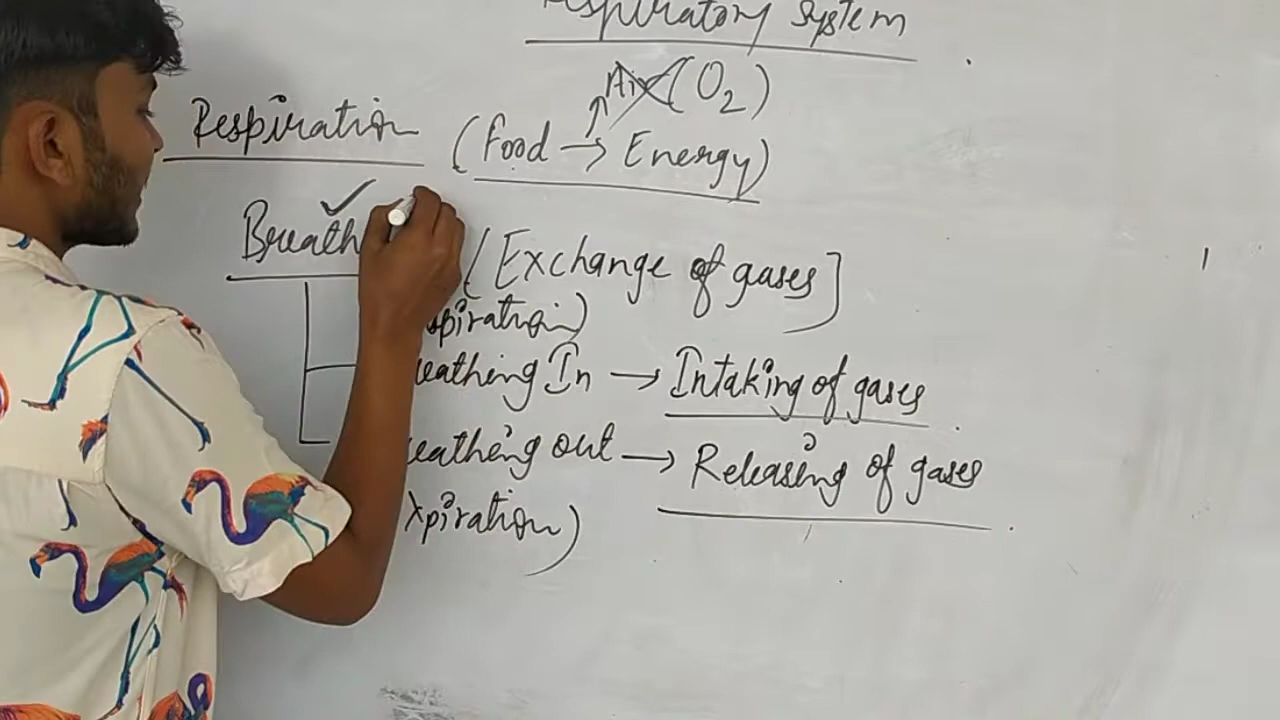 Respiratory System
Air (O2)
Respiration (Food → Energy)
Breath (Exchange of gases]
spiration)
eathing In → Intaking of gases
eathing out → Releasing of gases
xpiration)